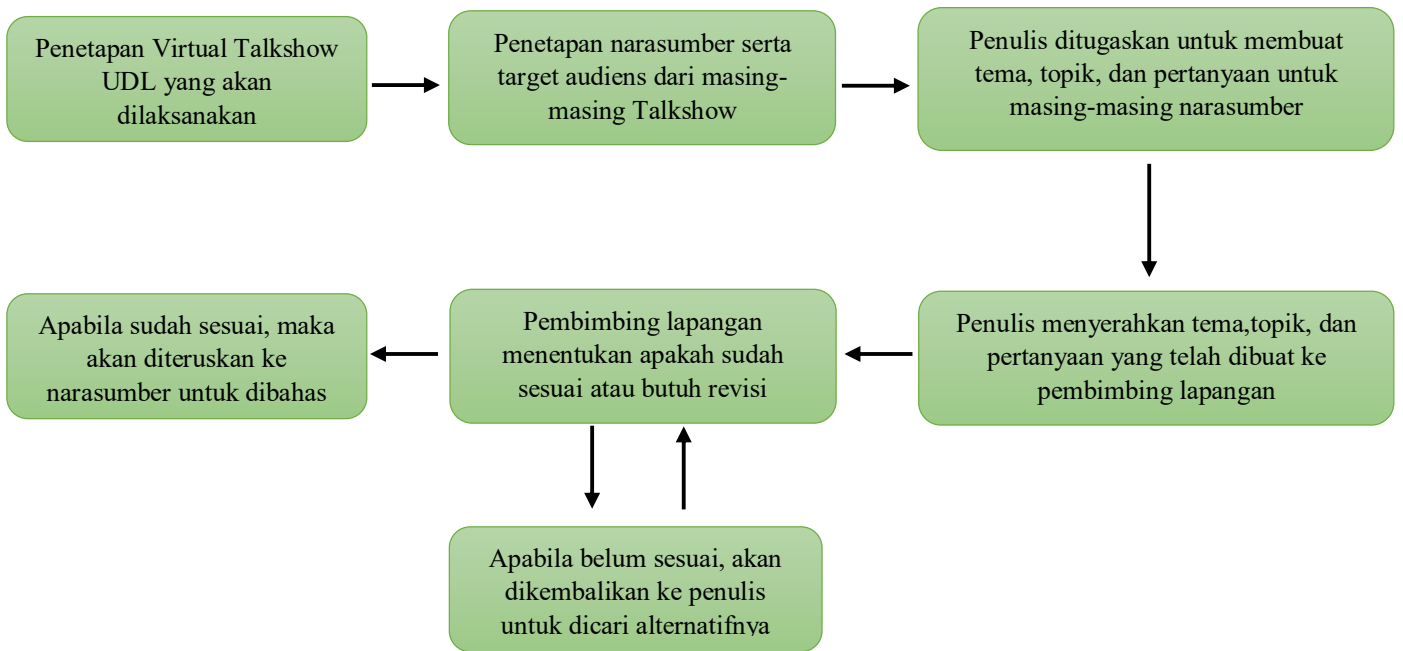 Penetapan Virtual Talkshow
UDL yang akan
dilaksanakan
Penetapan narasumber serta
target audiens dari masing-
masing Talkshow
Penulis ditugaskan untuk membuat
tema, topik, dan pertanyaan untuk
masing-masing narasumber
Penulis menyerahkan tema,topik, dan
pertanyaan yang telah dibuat ke
pembimbing lapangan
Pembimbing lapangan
menentukan apakah sudah
sesuai atau butuh revisi
Apabila sudah sesuai, maka
akan diteruskan ke
narasumber untuk dibahas
Apabila belum sesuai, akan
dikembalikan ke penulis
untuk dicari alternatifnya